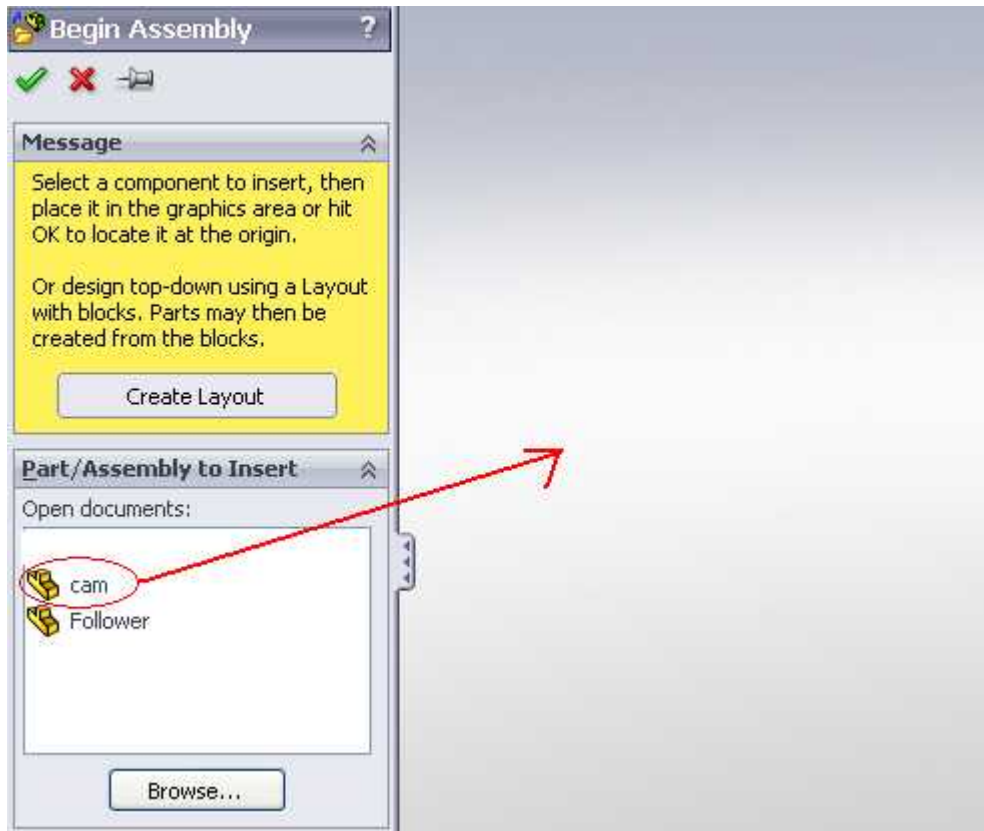 Begin Assembly ?
Message
Select a component to insert, then
place it in the graphics area or hit
OK to locate it at the origin.
Or design top-down using a Layout
with blocks. Parts may then be
created from the blocks.
Create Layout
Part/Assembly to Insert
Open documents:
cam
Follower
Browse...